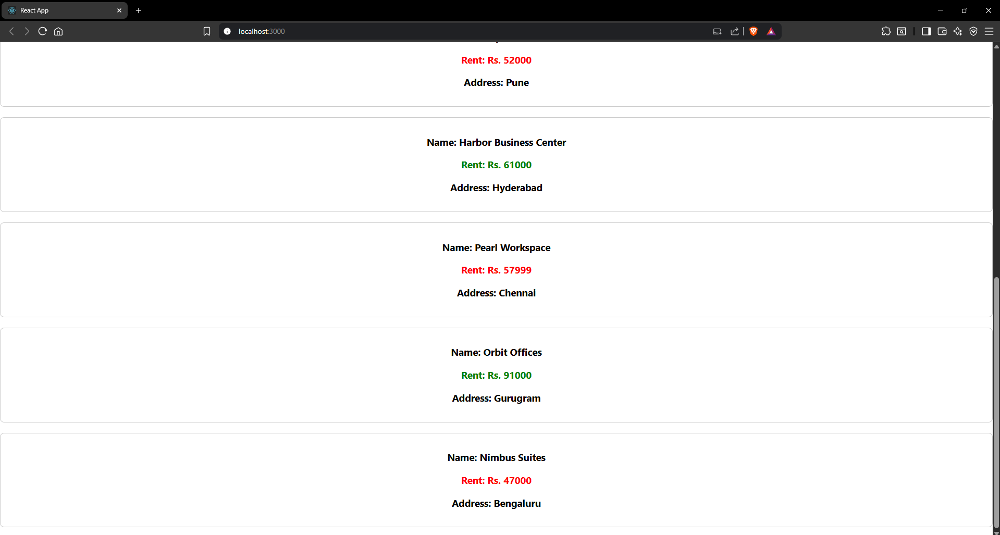 React App
localhost:3000
Rent: Rs. 52000
Address: Pune
Name: Harbor Business Center
Rent: Rs. 61000
Address: Hyderabad
Name: Pearl Workspace
Rent: Rs. 57999
Address: Chennai
Name: Orbit Offices
Rent: Rs. 91000
Address: Gurugram
Name: Nimbus Suites
Rent: Rs. 47000
Address: Bengaluru